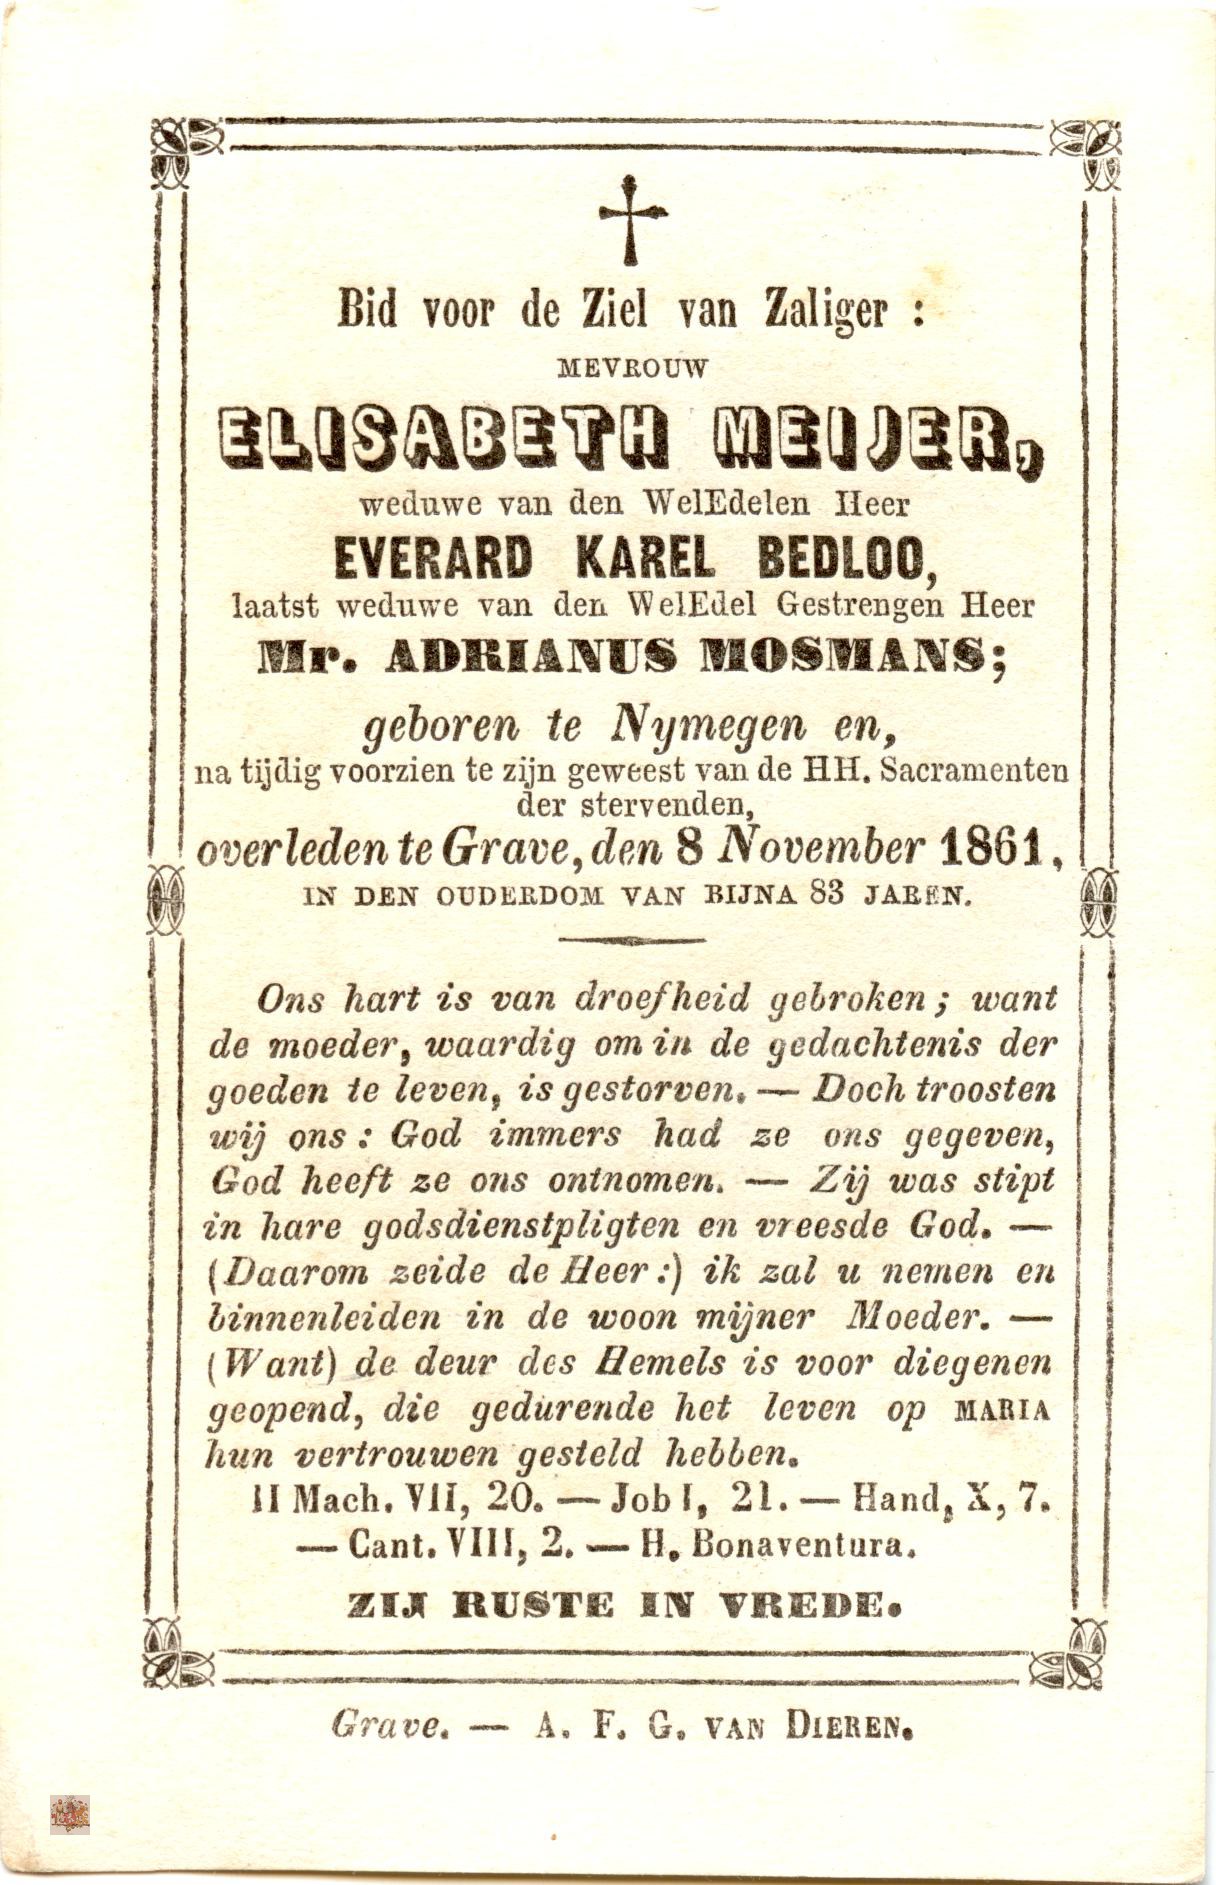 Bid voor de Ziel van Zaliger :
MEVROUW
ELISABETH MEIJER,
weduwe van den WelEdelen Heer
EVERARD KAREL BEDLOO,
laatst weduwe van den WelEdel Gestrengen Heer
Mr. ADRIANUS MOSMANS;
geboren te Nymegen en,
na tijdig voorzien te zijn geweest van de HH. Sacramenten
der stervenden,
overleden te Grave, den 8 November 1861,
IN DEN OUDERDOM VAN BIJNA 83 JAREN.
Ons hart is van droefheid gebroken; want
de moeder, waardig om in de gedachtenis der
goeden te leven, is gestorven. — Doch troosten
wij ons : God immers had ze ons gegeven,
God heeft ze ons ontnomen. — Zij was stipt
in hare godsdienstpligten en vreesde God. —
(Daarom zeide de Heer :) ik zal u nemen en
binnenleiden in de woon mijner Moeder. —
(Want) de deur des Hemels is voor diegenen
geopend, die gedurende het leven op MARIA
hun vertrouwen gesteld hebben.
II Mach. VII, 20. — Job I, 21. — Hand, X, 7.
— Cant. VIII, 2. — H. Bonaventura.
ZIJ RUSTE IN VREDE.
Grave. — A. F. G. VAN DIEREN.